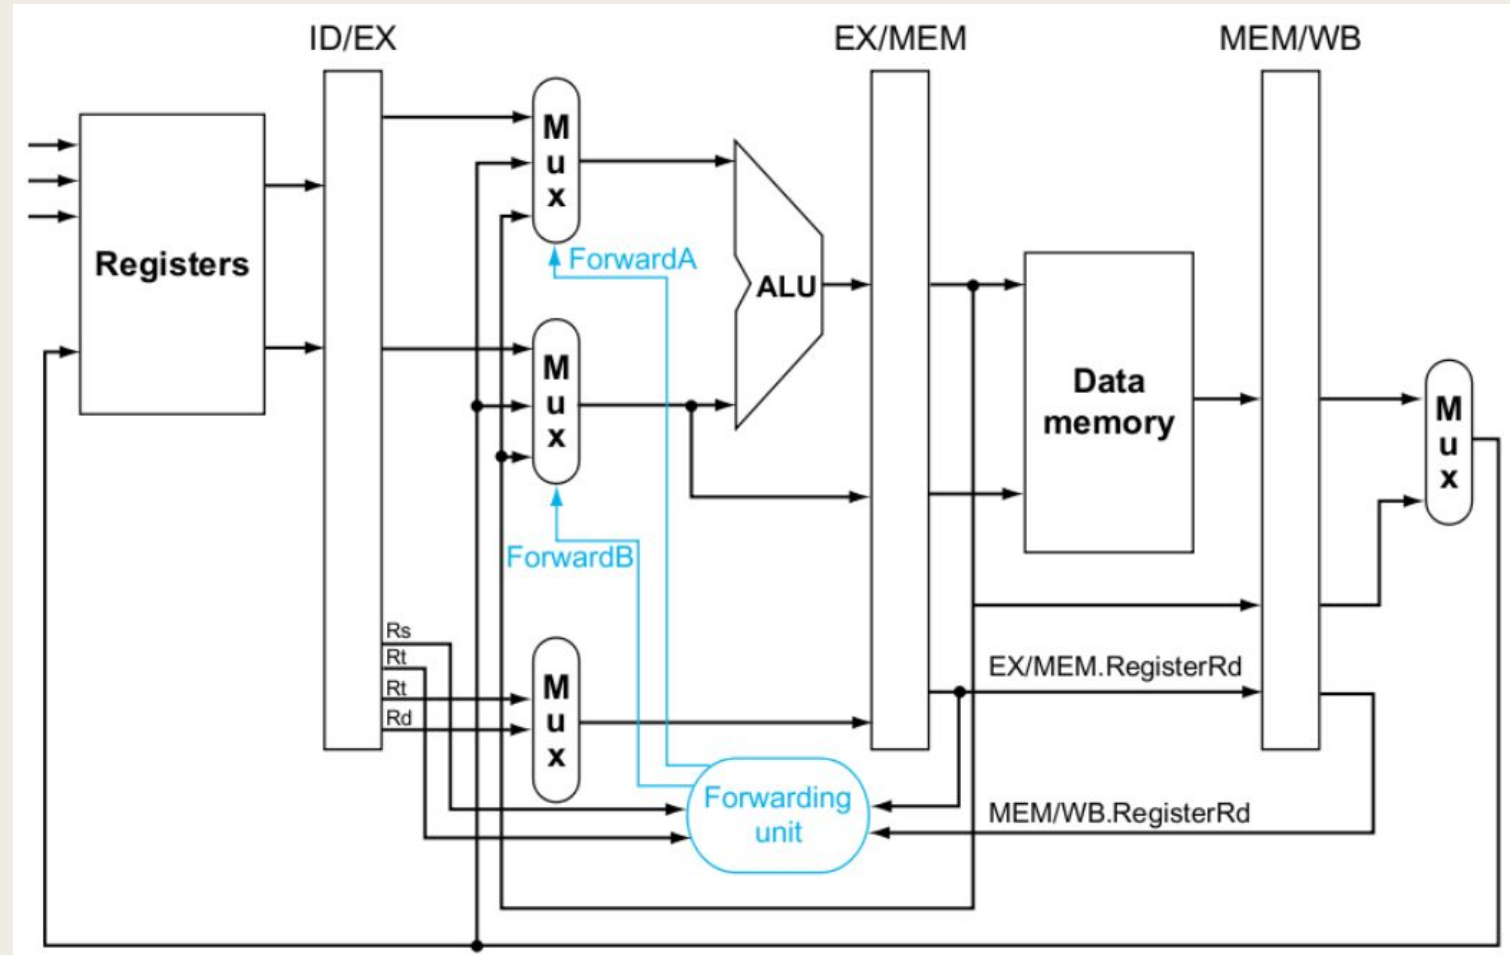 ID/EX
EX/MEM
MEM/WB
M
u
x
Registers
ForwardA
ALU
M
u
x
Data
memory
M
u
x
ForwardB
Rs
Rt
Rt
Rd
M
u
x
EX/MEM.RegisterRd
Forwarding
unit
MEM/WB.RegisterRd